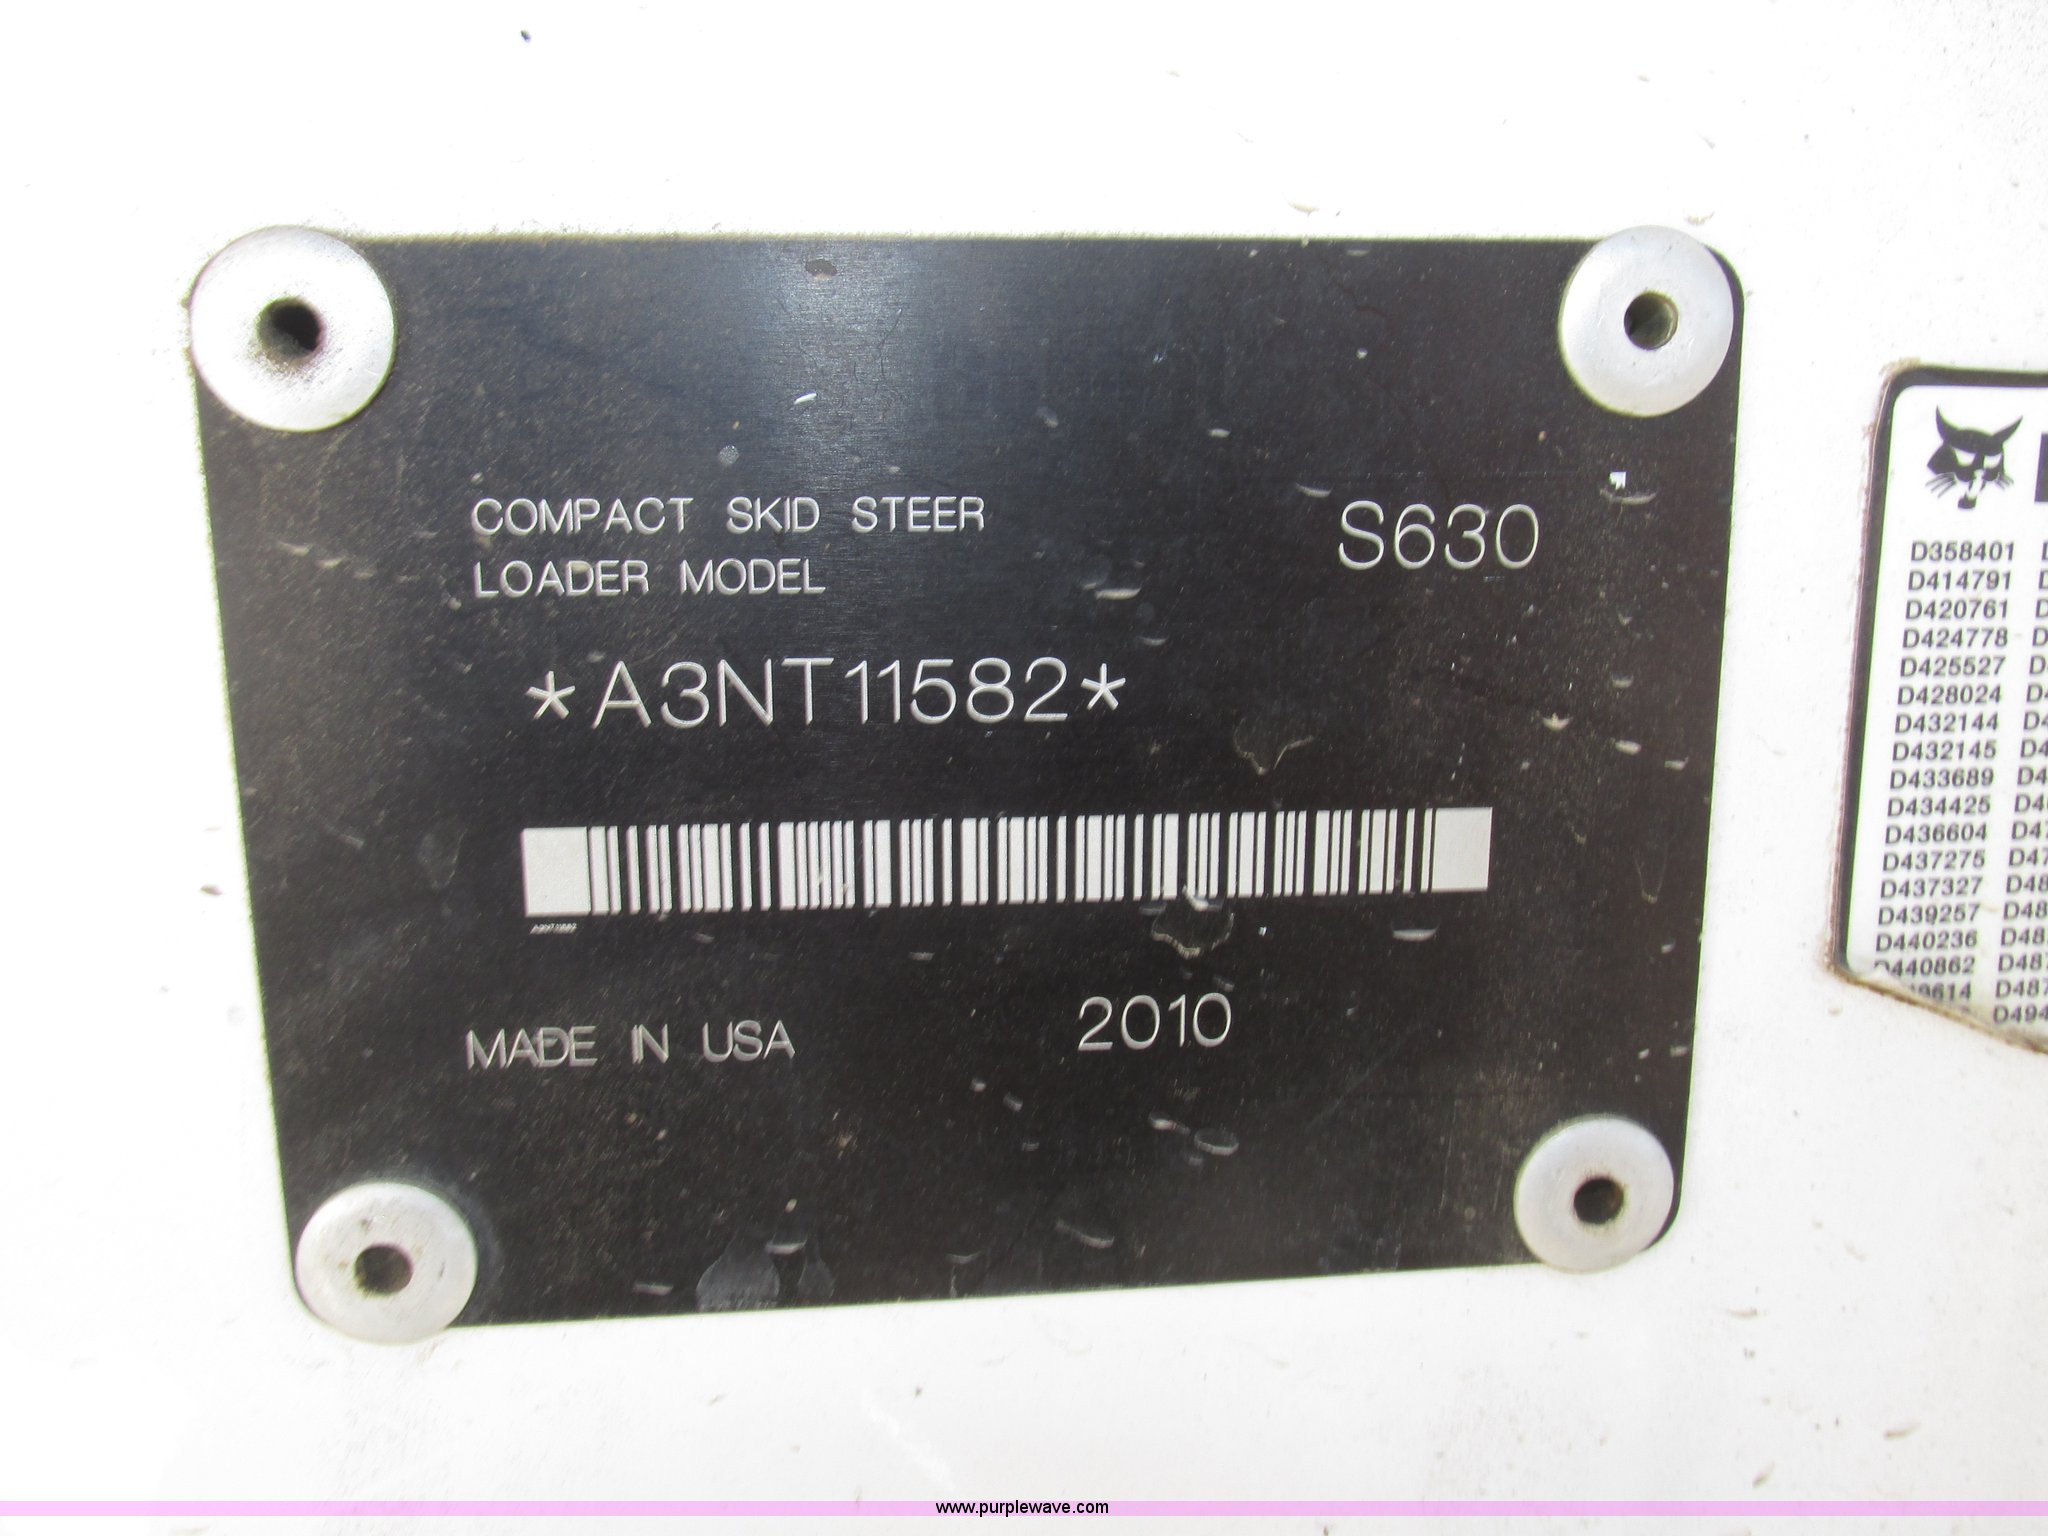 COMPACT SKID STEER
LOADER MODEL
S630
*A3NT11582*
A3NT11582
MADE IN USA
2010
D358401
D414791
D420761
D424778
D425527
D428024
D432144
D432145
D433689
D434425
D436604
D437275
D437327
D439257
D440236
D440862
www.purplewave.com